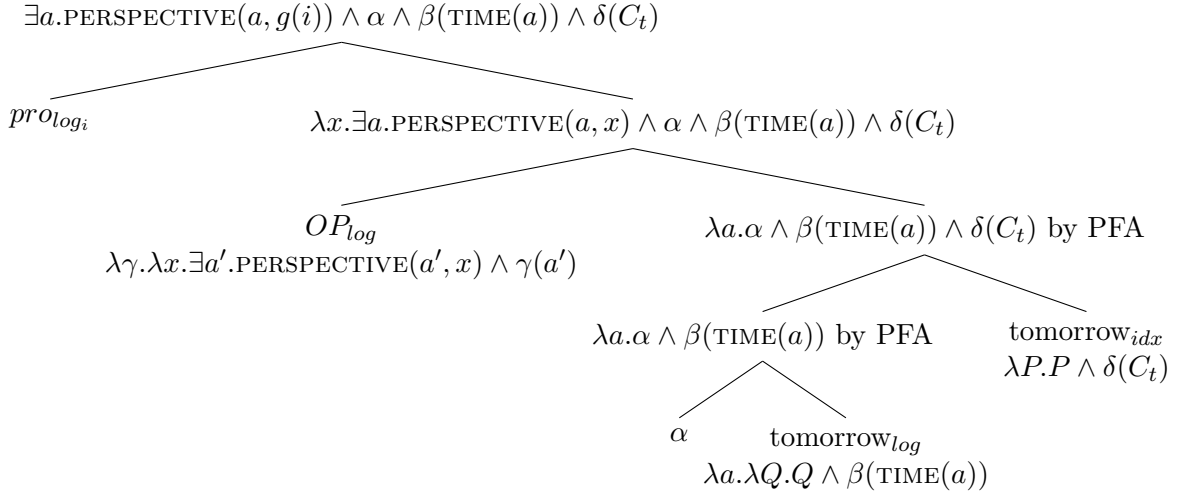 ∃a.PERSPECTIVE(a, g(i)) ∧ α ∧ β(TIME(a)) ∧ δ(C_t)
pro_{log_i}
λx.∃a.PERSPECTIVE(a, x) ∧ α ∧ β(TIME(a)) ∧ δ(C_t)
OP_{log}
λγ.λx.∃a′.PERSPECTIVE(a′, x) ∧ γ(a′)
λa.α ∧ β(TIME(a)) ∧ δ(C_t) by PFA
λa.α ∧ β(TIME(a)) by PFA
tomorrow_{idx}
λP.P ∧ δ(C_t)
α
tomorrow_{log}
λa.λQ.Q ∧ β(TIME(a))